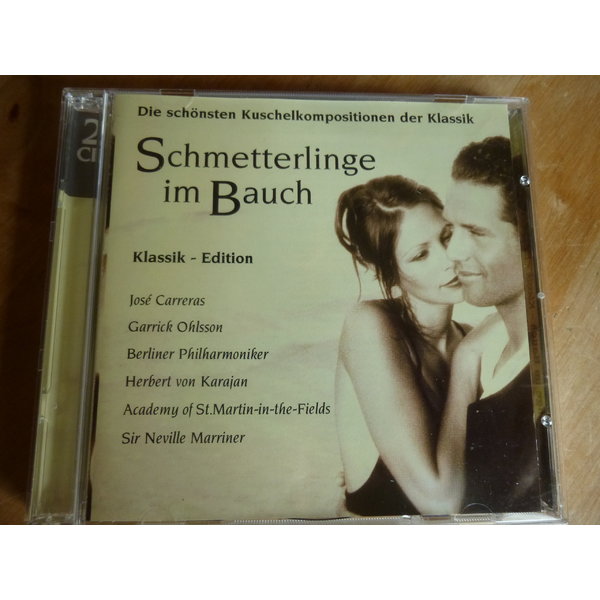 Die schönsten Kuschelkompositionen der Klassik
Schmetterlinge
im Bauch
Klassik - Edition
José Carreras
Garrick Ohlsson
Berliner Philharmoniker
Herbert von Karajan
Academy of St.Martin-in-the-Fields
Sir Neville Marriner
2